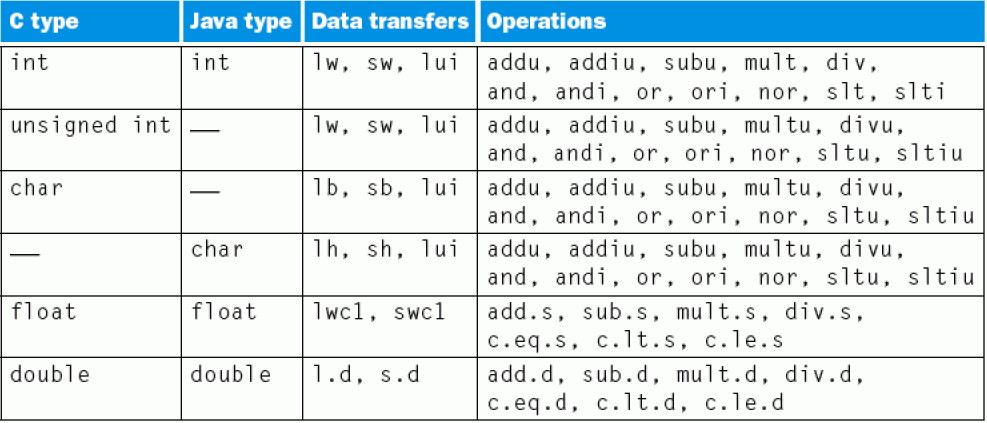 C type Java type Data transfers Operations
int int lw, sw, lui addu, addiu, subu, mult, div,
and, andi, or, ori, nor, slt, slti
unsigned int — lw, sw, lui addu, addiu, subu, multu, divu,
and, andi, or, ori, nor, sltu, sltiu
char — lb, sb, lui addu, addiu, subu, multu, divu,
and, andi, or, ori, nor, sltu, sltiu
— char lh, sh, lui addu, addiu, subu, multu, divu,
and, andi, or, ori, nor, sltu, sltiu
float float lwc1, swc1 add.s, sub.s, mult.s, div.s,
c.eq.s, c.lt.s, c.le.s
double double l.d, s.d add.d, sub.d, mult.d, div.d,
c.eq.d, c.lt.d, c.le.d